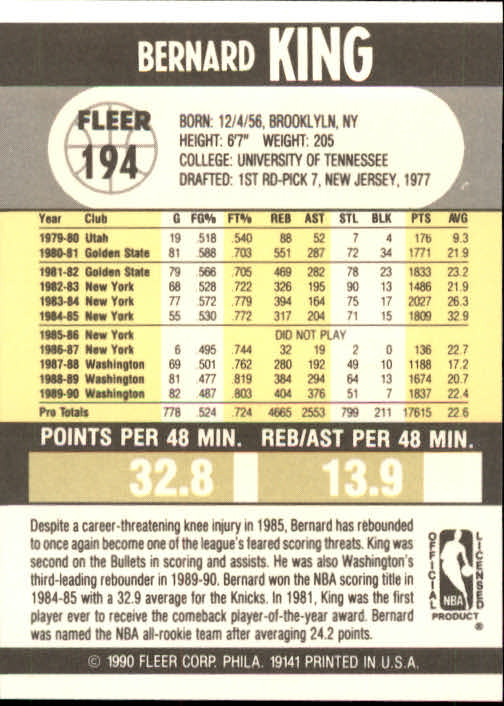 BERNARD KING
FLEER
194
BORN: 12/4/56, BROOKLYLN, NY
HEIGHT: 6'7" WEIGHT: 205
COLLEGE: UNIVERSITY OF TENNESSEE
DRAFTED: 1ST RD-PICK 7, NEW JERSEY, 1977
Year Club G FG% FT% REB AST STL BLK PTS AVG
1979-80 Utah 19 .518 .540 88 52 7 4 176 9.3
1980-81 Golden State 81 .588 .703 551 287 72 34 1771 21.9
1981-82 Golden State 79 .566 .705 469 282 78 23 1833 23.2
1982-83 New York 68 .528 .722 326 195 90 13 1486 21.9
1983-84 New York 77 .572 .779 394 164 75 17 2027 26.3
1984-85 New York 55 .530 .772 317 204 71 15 1809 32.9
1985-86 New York DID NOT PLAY
1986-87 New York 6 .495 .744 32 19 2 0 136 22.7
1987-88 Washington 69 .501 .762 280 192 49 10 1188 17.2
1988-89 Washington 81 .477 .819 384 294 64 13 1674 20.7
1989-90 Washington 82 .487 .803 404 376 51 7 1837 22.4
Pro Totals 778 .524 .724 4665 2553 799 211 17615 22.6
POINTS PER 48 MIN. REB/AST PER 48 MIN.
32.8 13.9
Despite a career-threatening knee injury in 1985, Bernard has rebounded
to once again become one of the league's feared scoring threats. King was
second on the Bullets in scoring and assists. He was also Washington's
third-leading rebounder in 1989-90. Bernard won the NBA scoring title in
1984-85 with a 32.9 average for the Knicks. In 1981, King was the first
player ever to receive the comeback player-of-the-year award. Bernard
was named the NBA all-rookie team after averaging 24.2 points.
OFFICIAL LICENSED
NBA
PRODUCT ®
© 1990 FLEER CORP. PHILA. 19141 PRINTED IN U.S.A.